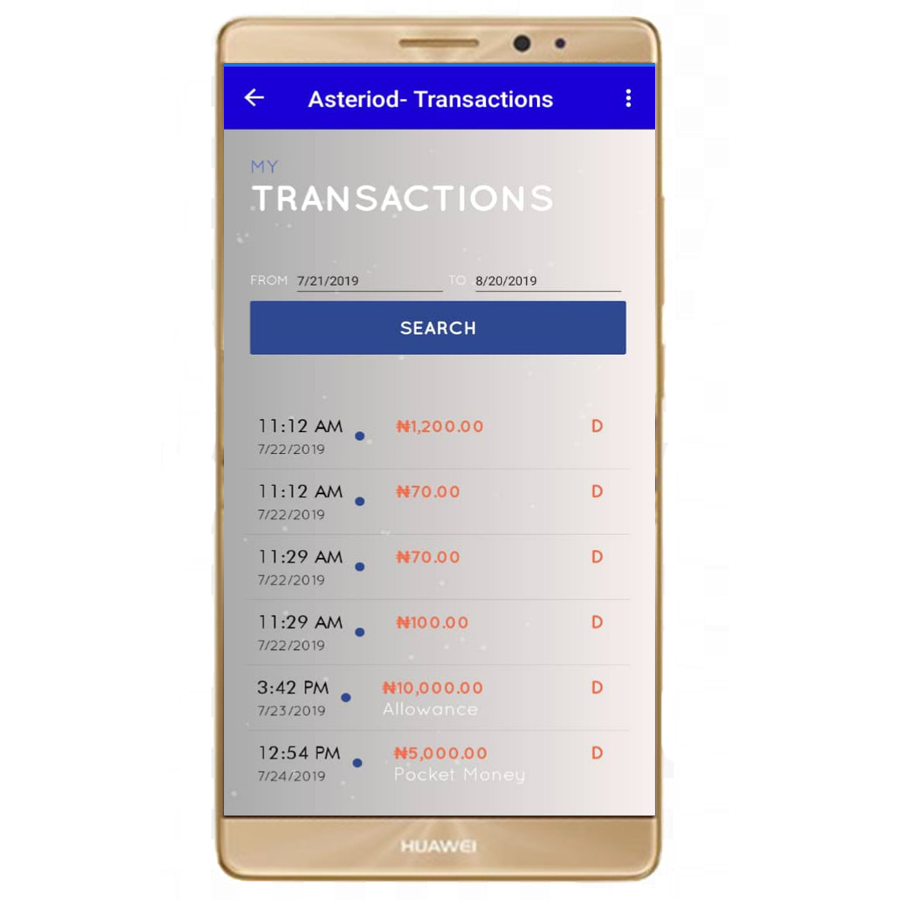 Asteriod- Transactions
MY
TRANSACTIONS
FROM 7/21/2019 TO 8/20/2019
SEARCH
11:12 AM ₦1,200.00 D
7/22/2019
11:12 AM ₦70.00 D
7/22/2019
11:29 AM ₦70.00 D
7/22/2019
11:29 AM ₦100.00 D
7/22/2019
3:42 PM ₦10,000.00 D
7/23/2019 Allowance
12:54 PM ₦5,000.00 D
7/24/2019 Pocket Money
HUAWEI